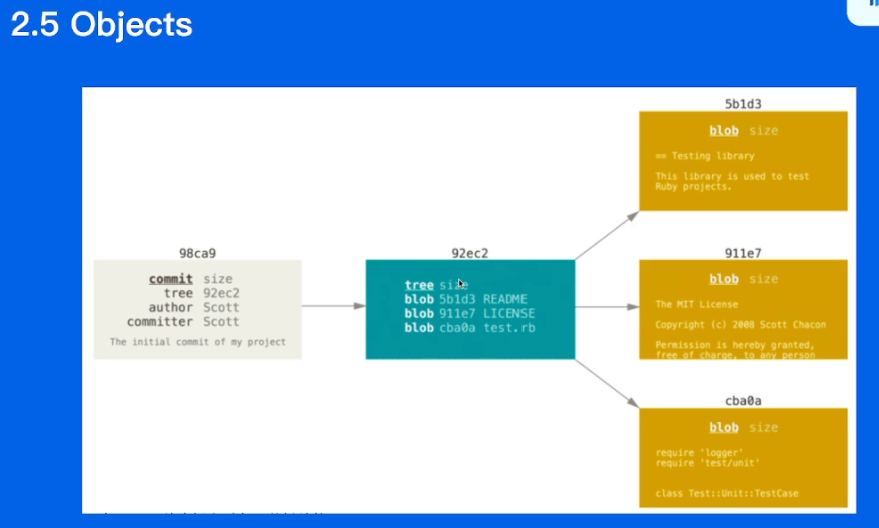 2.5 Objects
5b1d3
blob size
== Testing library
This library is used to test
Ruby projects.
98ca9
commit size
tree 92ec2
author Scott
committer Scott
The initial commit of my project
92ec2
tree size
blob 5b1d3 README
blob 911e7 LICENSE
blob cba0a test.rb
911e7
blob size
The MIT License
Copyright (c) 2008 Scott Chacon
Permission is hereby granted,
free of charge, to any person
cba0a
blob size
require 'logger'
require 'test/unit'
class Test::Unit::TestCase